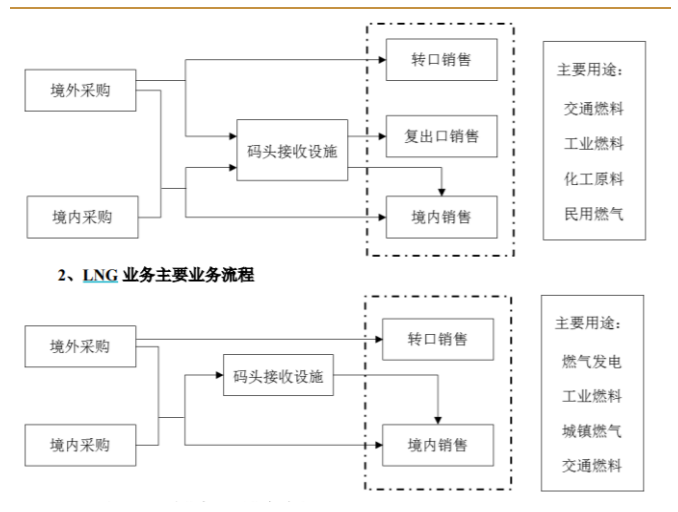 转口销售
主要用途：
境外采购
交通燃料
复出口销售
工业燃料
码头接收设施
化工原料
境内采购
境内销售
民用燃气
2、LNG 业务主要业务流程
主要用途：
境外采购
转口销售
燃气发电
码头接收设施
工业燃料
城镇燃气
境内采购
境内销售
交通燃料